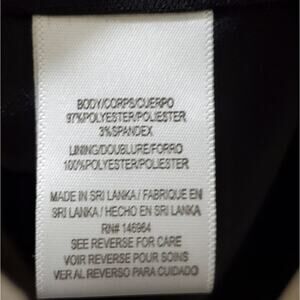 BODY/CORPS/CUERPO
97%POLYESTER/POLIESTER
3%SPANDEX
LINING/DOUBLURE/FORRO
100%POLYESTER/POLIESTER
MADE IN SRI LANKA / FABRIQUE EN
SRI LANKA / HECHO EN SRI LANKA
RN# 146964
SEE REVERSE FOR CARE
VOIR REVERSE POUR SOINS
VER AL REVERSO PARA CUIDADO